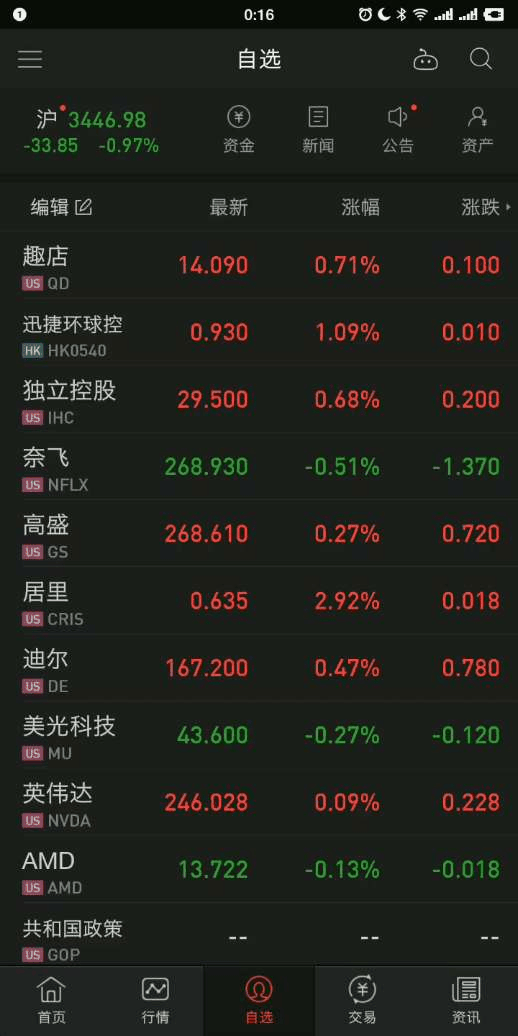 1 0:16
自选
沪 3446.98
-33.85 -0.97%
资金 新闻 公告 资产
编辑 最新 涨幅 涨跌
趣店 14.090 0.71% 0.100
US QD
迅捷环球控 0.930 1.09% 0.010
HK HK0540
独立控股 29.500 0.68% 0.200
US IHC
奈飞 268.930 -0.51% -1.370
US NFLX
高盛 268.610 0.27% 0.720
US GS
居里 0.635 2.92% 0.018
US CRIS
迪尔 167.200 0.47% 0.780
US DE
美光科技 43.600 -0.27% -0.120
US MU
英伟达 246.028 0.09% 0.228
US NVDA
AMD 13.722 -0.13% -0.018
US AMD
共和国政策 -- -- --
US GOP
首页 行情 自选 交易 资讯